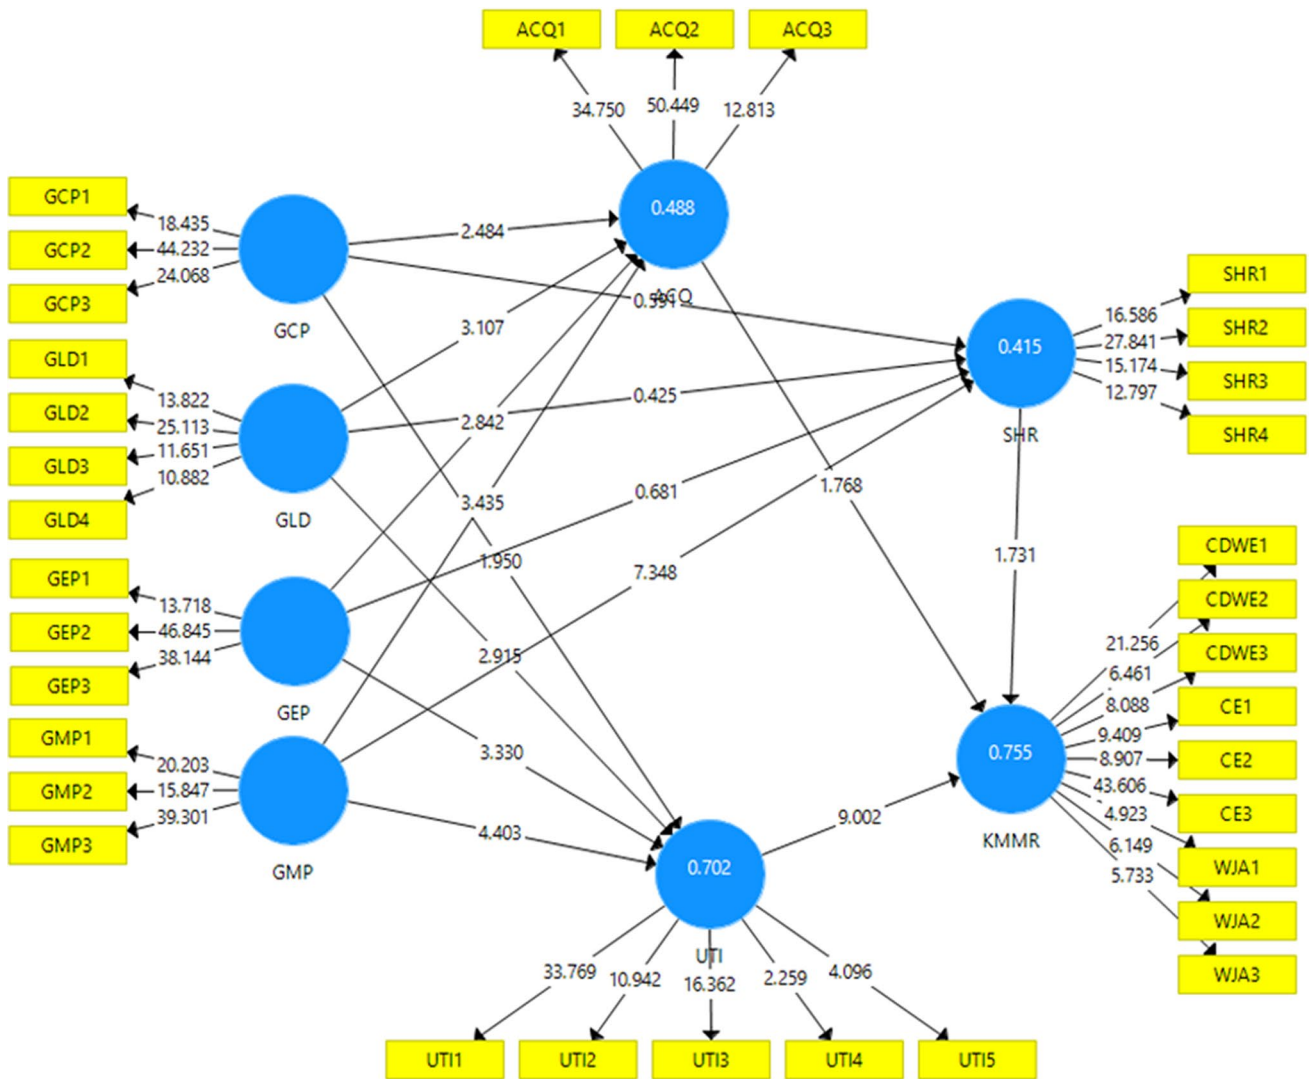 ACQ1
ACQ2
ACQ3
34.750
50.449
12.813
0.488
ACQ
GCP1
GCP2
GCP3
18.435
44.232
24.068
GCP
2.484
0.591
GLD1
GLD2
GLD3
GLD4
13.822
25.113
11.651
10.882
GLD
3.107
0.425
2.842
0.681
3.435
1.950
7.348
2.915
GEP1
GEP2
GEP3
13.718
46.845
38.144
GEP
3.330
GMP1
GMP2
GMP3
20.203
15.847
39.301
GMP
4.403
0.415
SHR
16.586
27.841
15.174
12.797
SHR1
SHR2
SHR3
SHR4
1.768
1.731
9.002
0.755
KMMR
21.256
6.461
8.088
9.409
8.907
43.606
4.923
6.149
5.733
CDWE1
CDWE2
CDWE3
CE1
CE2
CE3
WJA1
WJA2
WJA3
0.702
UTI
33.769
10.942
16.362
2.259
4.096
UTI1
UTI2
UTI3
UTI4
UTI5